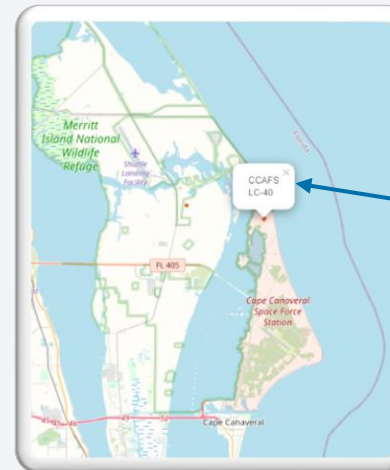 Merritt
Island National
Wildlife
Refuge
Shuttle
Landing
Facility
Florida
CCAFS
LC-40
FL 405
Cape Canaveral
Space Force
Station
Cape Canaveral